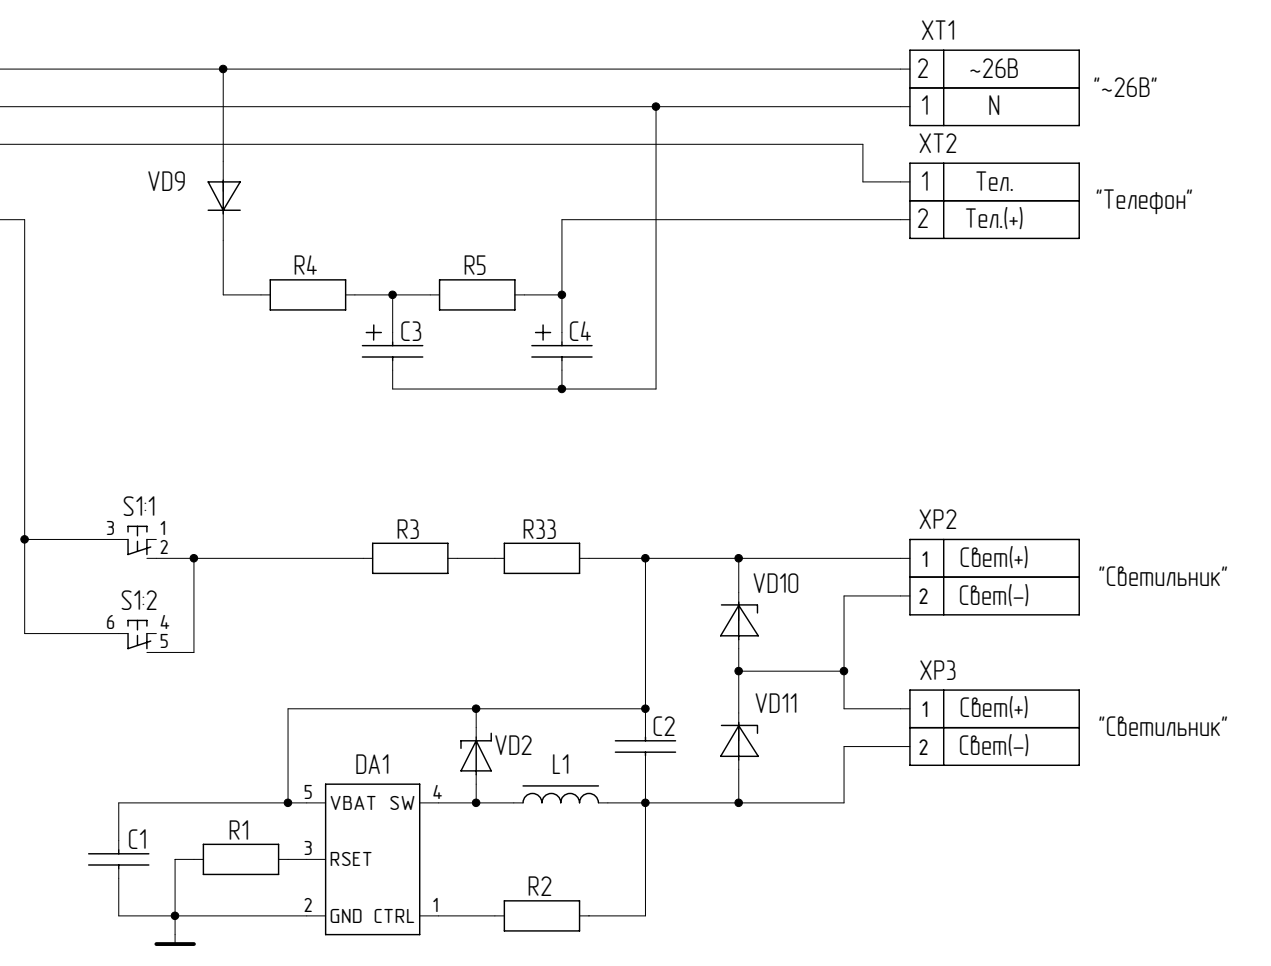 XT1
2 ~26В
1 N
"~26В"
XT2
1 Тел.
2 Тел.(+)
"Телефон"
VD9
R4
R5
+ C3
+ C4
S1:1
3 1
2
S1:2
6 4
5
R3
R33
XP2
1 Свет(+)
2 Свет(–)
"Светильник"
VD10
XP3
1 Свет(+)
2 Свет(–)
"Светильник"
VD11
C2
VD2
L1
DA1
5 VBAT SW 4
C1
R1
3 RSET
R2
2 GND CTRL 1